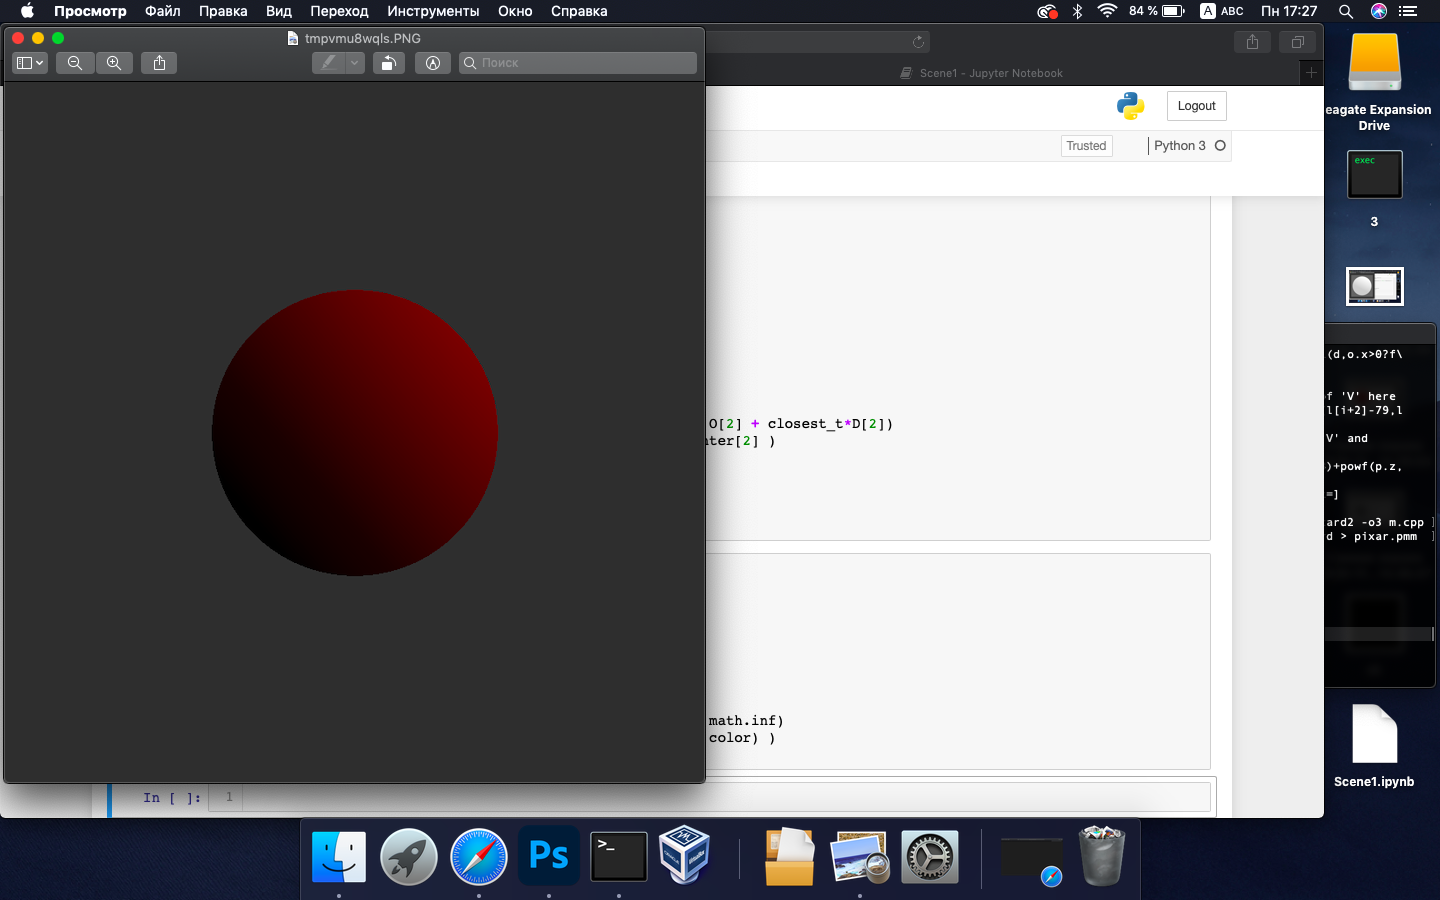 Просмотр Файл Правка Вид Переход Инструменты Окно Справка 84 % A ABC Пн 17:27
tmpvmu8wqls.PNG
Поиск
Scene1 - Jupyter Notebook
Logout
Trusted Python 3
O[2] + closest_t*D[2])
nter[2] )
math.inf)
color) )
In [ ]: 1
eagate Expansion
Drive
exec
3
(d,o.x>0?f\
of 'V' here
l[i+2]-79,l
'V' and
)+powf(p.z,
=]
ard2 -o3 m.cpp ]
d > pixar.pmm ]
Scene1.ipynb
Ps
>_